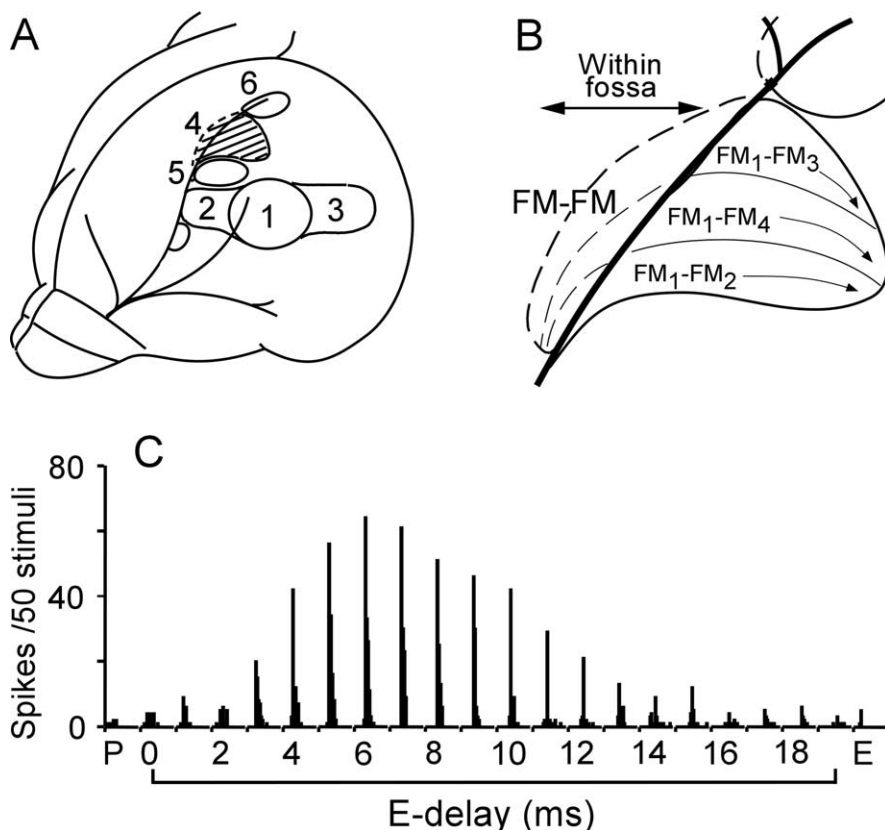 A
6
4
5
2 1 3
B
Within
fossa
FM-FM
FM₁-FM₃
FM₁-FM₄
FM₁-FM₂
C
Spikes /50 stimuli
80
40
0
P 0 2 4 6 8 10 12 14 16 18 E
E-delay (ms)